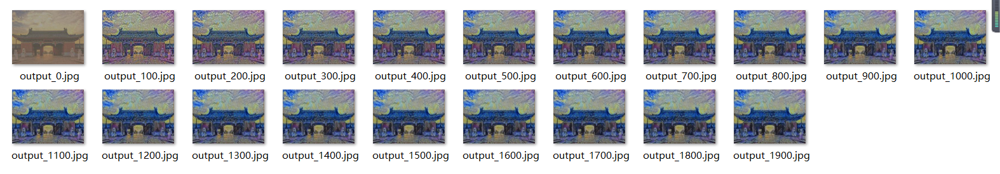 output_0.jpg output_100.jpg output_200.jpg output_300.jpg output_400.jpg output_500.jpg output_600.jpg output_700.jpg output_800.jpg output_900.jpg output_1000.jpg
output_1100.jpg output_1200.jpg output_1300.jpg output_1400.jpg output_1500.jpg output_1600.jpg output_1700.jpg output_1800.jpg output_1900.jpg